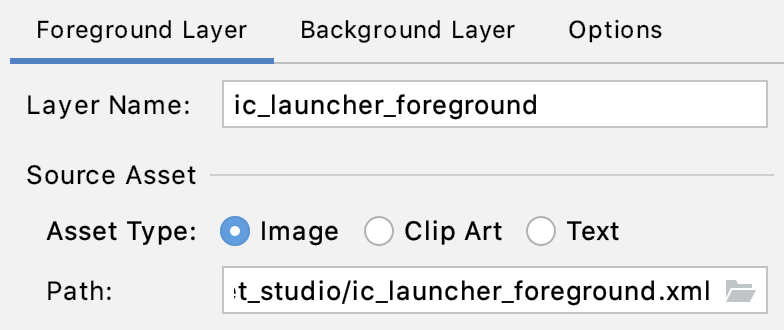 Foreground Layer Background Layer Options
Layer Name: ic_launcher_foreground
Source Asset
Asset Type: Image Clip Art Text
Path: t_studio/ic_launcher_foreground.xml